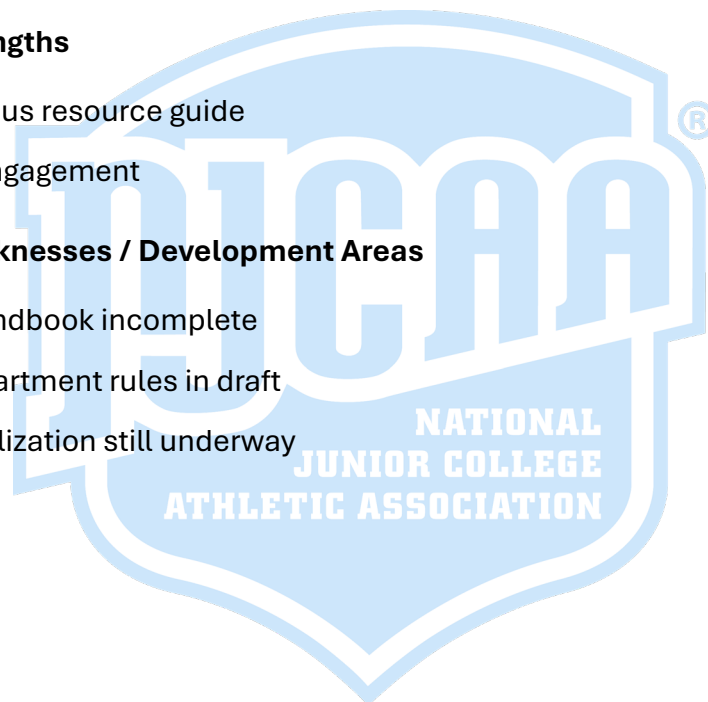 ngths
us resource guide
ngagement
knesses / Development Areas
ndbook incomplete
artment rules in draft
lization still underway
NJCAA
®
NATIONAL
JUNIOR COLLEGE
ATHLETIC ASSOCIATION